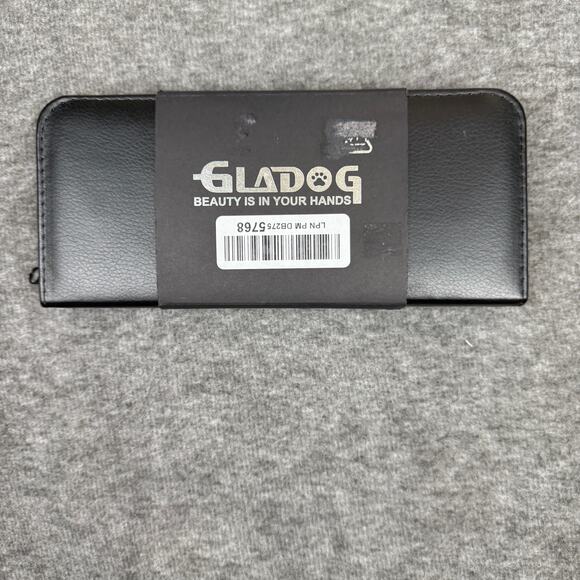 GLADOG
BEAUTY IS IN YOUR HANDS
LPN PM DB2755768